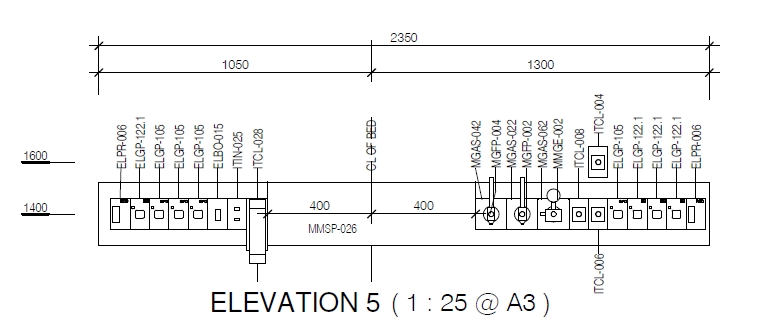 2350
1050
1300
ELPR-006
ELGP-122.1
ELGP-105
ELGP-105
ELGP-105
ELBC-015
ITIN-025
ITCL-028
CL OF BED
MGAS-042
MGFP-004
MGAS-022
MGFP-002
MGAS-062
MMGE-002
ITCL-008
ITCL-004
ELGP-105
ELGP-122.1
ELGP-122.1
ELGP-122.1
ELPR-006
1600
1400
400
400
MMSP-026
ITCL-006
ELEVATION 5 ( 1 : 25 @ A3 )